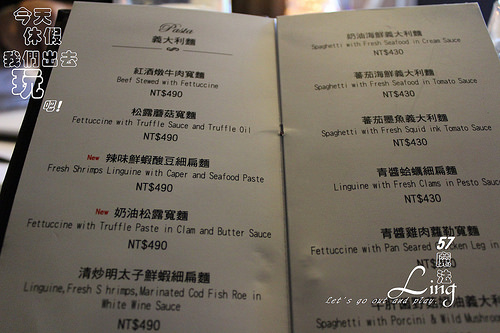 今天
休假
我們出去
玩
吧!
Pasta
義大利麵
紅酒燉牛肉寬麵
Beef Stewed with Fettuccine
NT$490
松露蘑菇寬麵
Fettuccine with Truffle Sauce and Truffle Oil
NT$490
New 辣味鮮蝦酸豆細扁麵
Fresh Shrimps Linguine with Caper and Seafood Paste
NT$490
New 奶油松露寬麵
Fettuccine with Truffle Paste in Clam and Butter Sauce
NT$490
清炒明太子鮮蝦細扁麵
Linguine,Fresh Shrimps,Marinated Cod Fish Roe in
White Wine Sauce
NT$490
奶油海鮮義大利麵
Spaghetti with Fresh Seafood in Cream Sauce
NT$430
蕃茄海鮮義大利麵
Spaghetti with Fresh Seafood in Tomato Sauce
NT$430
蕃茄墨魚義大利麵
Spaghetti with Fresh Squid ink Tomato Sauce
NT$430
青醬蛤蠣細扁麵
Linguine with Fresh Clams in Pesto Sauce
NT$430
青醬雞肉蘿勒寬麵
Fettuccine with Pan Seared Chicken Leg in
NT$
57
魔法
Ling
Let's go out and play.
Spaghetti with Porcini & Wild Mushroo